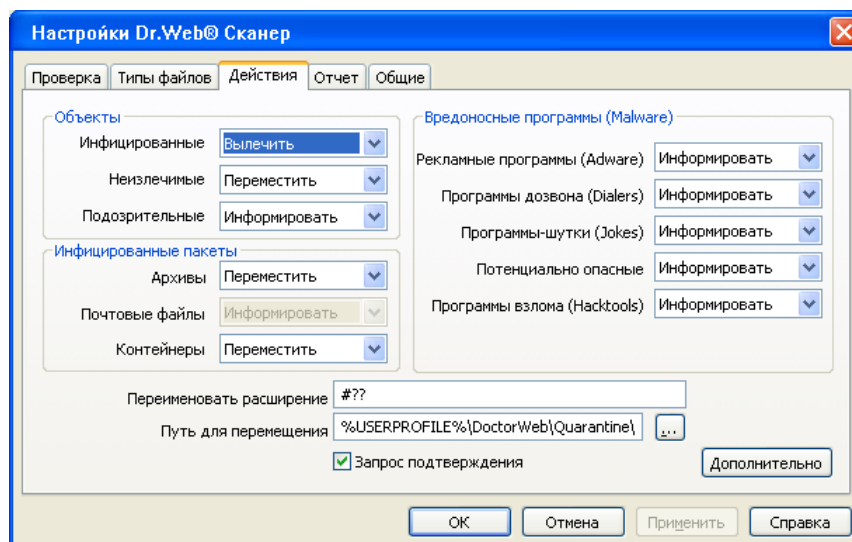 Настройки Dr.Web® Сканер
Проверка Типы файлов Действия Отчет Общие
Объекты
Инфицированные Вылечить
Неизлечимые Переместить
Подозрительные Информировать
Инфицированные пакеты
Архивы Переместить
Почтовые файлы Информировать
Контейнеры Переместить
Вредоносные программы (Malware)
Рекламные программы (Adware) Информировать
Программы дозвона (Dialers) Информировать
Программы-шутки (Jokes) Информировать
Потенциально опасные Информировать
Программы взлома (Hacktools) Информировать
Переименовать расширение #??
Путь для перемещения %USERPROFILE%\DoctorWeb\Quarantine\ ...
Запрос подтверждения
Дополнительно
ОК Отмена Применить Справка